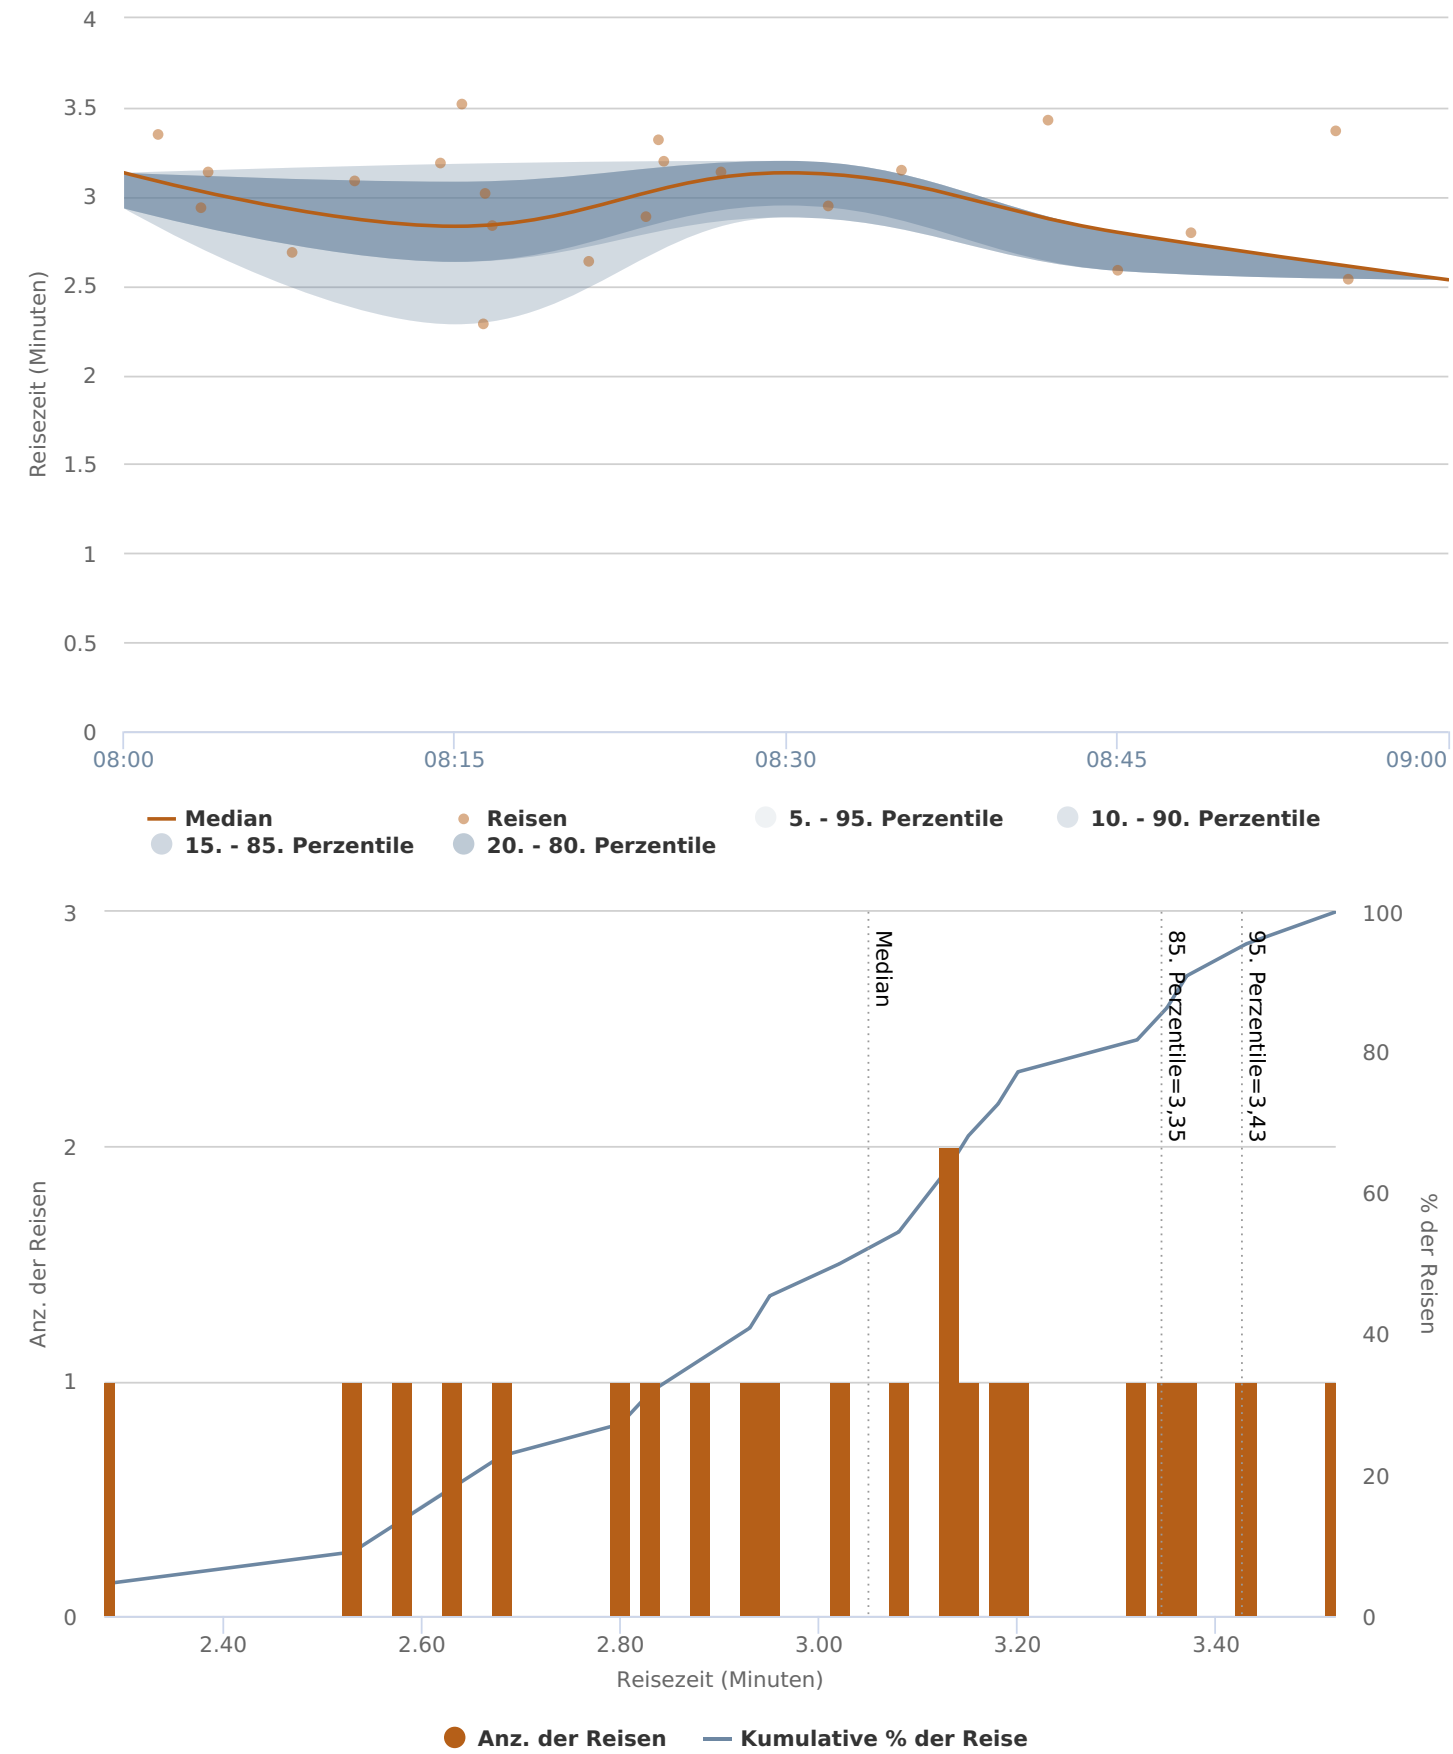 4
3.5
3
2.5
2
1.5
1
0.5
0
Reisezeit (Minuten)
08:00 08:15 08:30 08:45 09:00
Median Reisen 5. - 95. Perzentile 10. - 90. Perzentile
15. - 85. Perzentile 20. - 80. Perzentile
3
2
1
0
Anz. der Reisen
Median
85. Perzentile=3,35
95. Perzentile=3,43
100
80
60
40
20
0
% der Reisen
2.40 2.60 2.80 3.00 3.20 3.40
Reisezeit (Minuten)
Anz. der Reisen Kumulative % der Reise